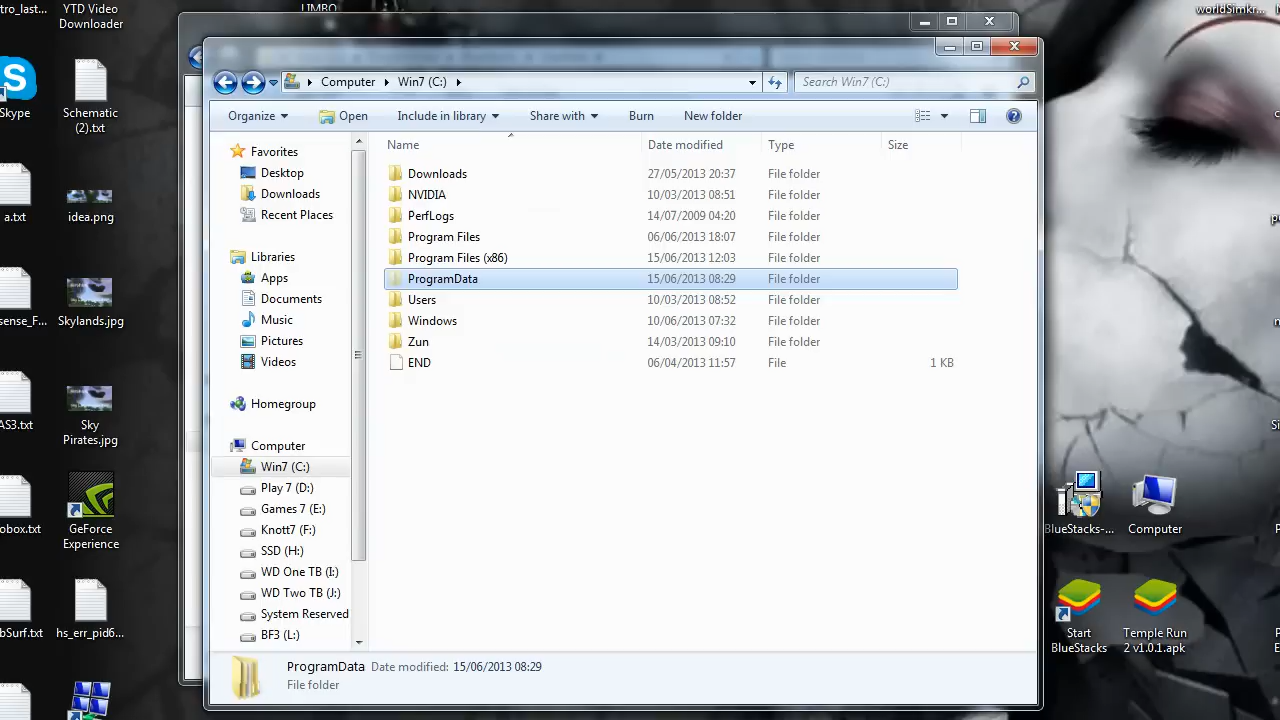 tro_last...
YTD Video
Downloader
LIMBO
worldSimkr...
Skype
Schematic
(2).txt
a.txt
idea.png
sense_F...
Skylands.jpg
AS3.txt
Sky
Pirates.jpg
obox.txt
GeForce
Experience
bSurf.txt
hs_err_pid6...
Computer
Win7 (C:)
Search Win7 (C:)
Organize
Open
Include in library
Share with
Burn
New folder
Favorites
Desktop
Downloads
Recent Places
Libraries
Apps
Documents
Music
Pictures
Videos
Homegroup
Computer
Win7 (C:)
Play 7 (D:)
Games 7 (E:)
Knott7 (F:)
SSD (H:)
WD One TB (I:)
WD Two TB (J:)
System Reserved
BF3 (L:)
Name Date modified Type Size
Downloads 27/05/2013 20:37 File folder
NVIDIA 10/03/2013 08:51 File folder
PerfLogs 14/07/2009 04:20 File folder
Program Files 06/06/2013 18:07 File folder
Program Files (x86) 15/06/2013 12:03 File folder
ProgramData 15/06/2013 08:29 File folder
Users 10/03/2013 08:52 File folder
Windows 10/06/2013 07:32 File folder
Zun 14/03/2013 09:10 File folder
END 06/04/2013 11:57 File 1 KB
ProgramData Date modified: 15/06/2013 08:29
File folder
BlueStacks-...
Computer
Start
BlueStacks
Temple Run
2 v1.0.1.apk